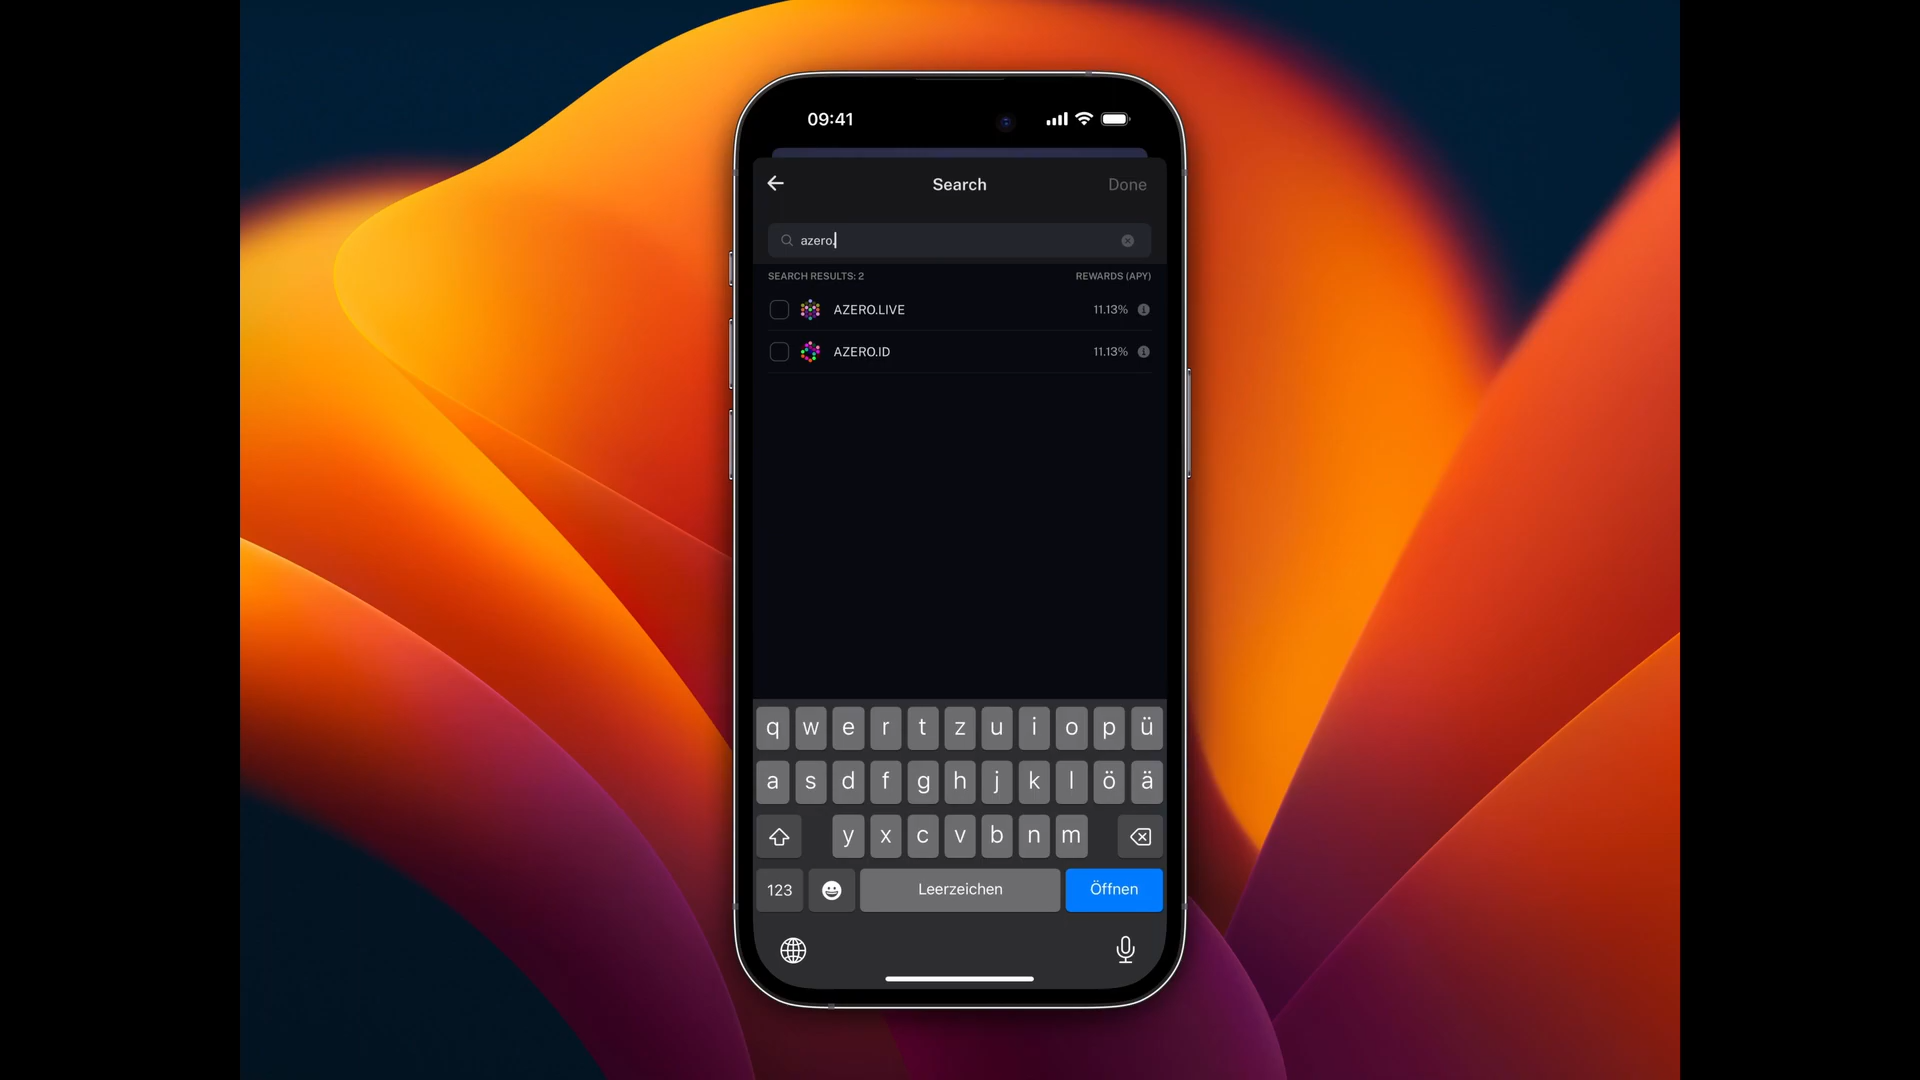 09:41
Search
Done
azero.
SEARCH RESULTS: 2
REWARDS (APY)
AZERO.LIVE
11.13%
AZERO.ID
11.13%
q w e r t z u i o p ü
a s d f g h j k l ö ä
y x c v b n m
123
Leerzeichen
Öffnen